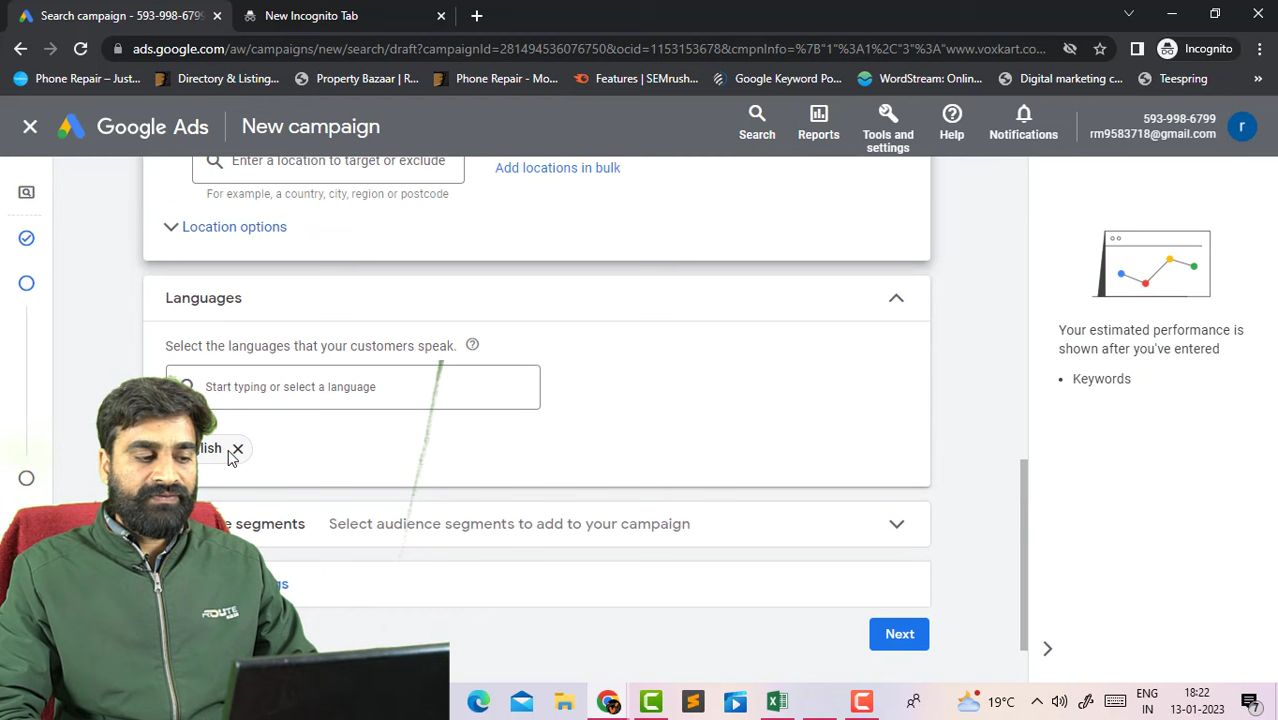 Search campaign - 593-998-6799
New Incognito Tab
ads.google.com/aw/campaigns/new/search/draft?campaignId=281494536076750&ocid=1153153678&cmpnInfo=%7B"1"%3A1%2C"3"%3A"www.voxkart.co...
Incognito
Phone Repair – Just...
Directory & Listing...
Property Bazaar | R...
Phone Repair - Mo...
Features | SEMrush...
Google Keyword Po...
WordStream: Onlin...
Digital marketing c...
Teespring
Google Ads
New campaign
Search
Reports
Tools and settings
Help
Notifications
593-998-6799
rm9583718@gmail.com
r
Enter a location to target or exclude
Add locations in bulk
For example, a country, city, region or postcode
Location options
Languages
Select the languages that your customers speak.
Start typing or select a language
lish
e segments
Select audience segments to add to your campaign
gs
Next
Your estimated performance is
shown after you've entered
• Keywords
ROUTE
19°C
ENG
IN
18:22
13-01-2023
7